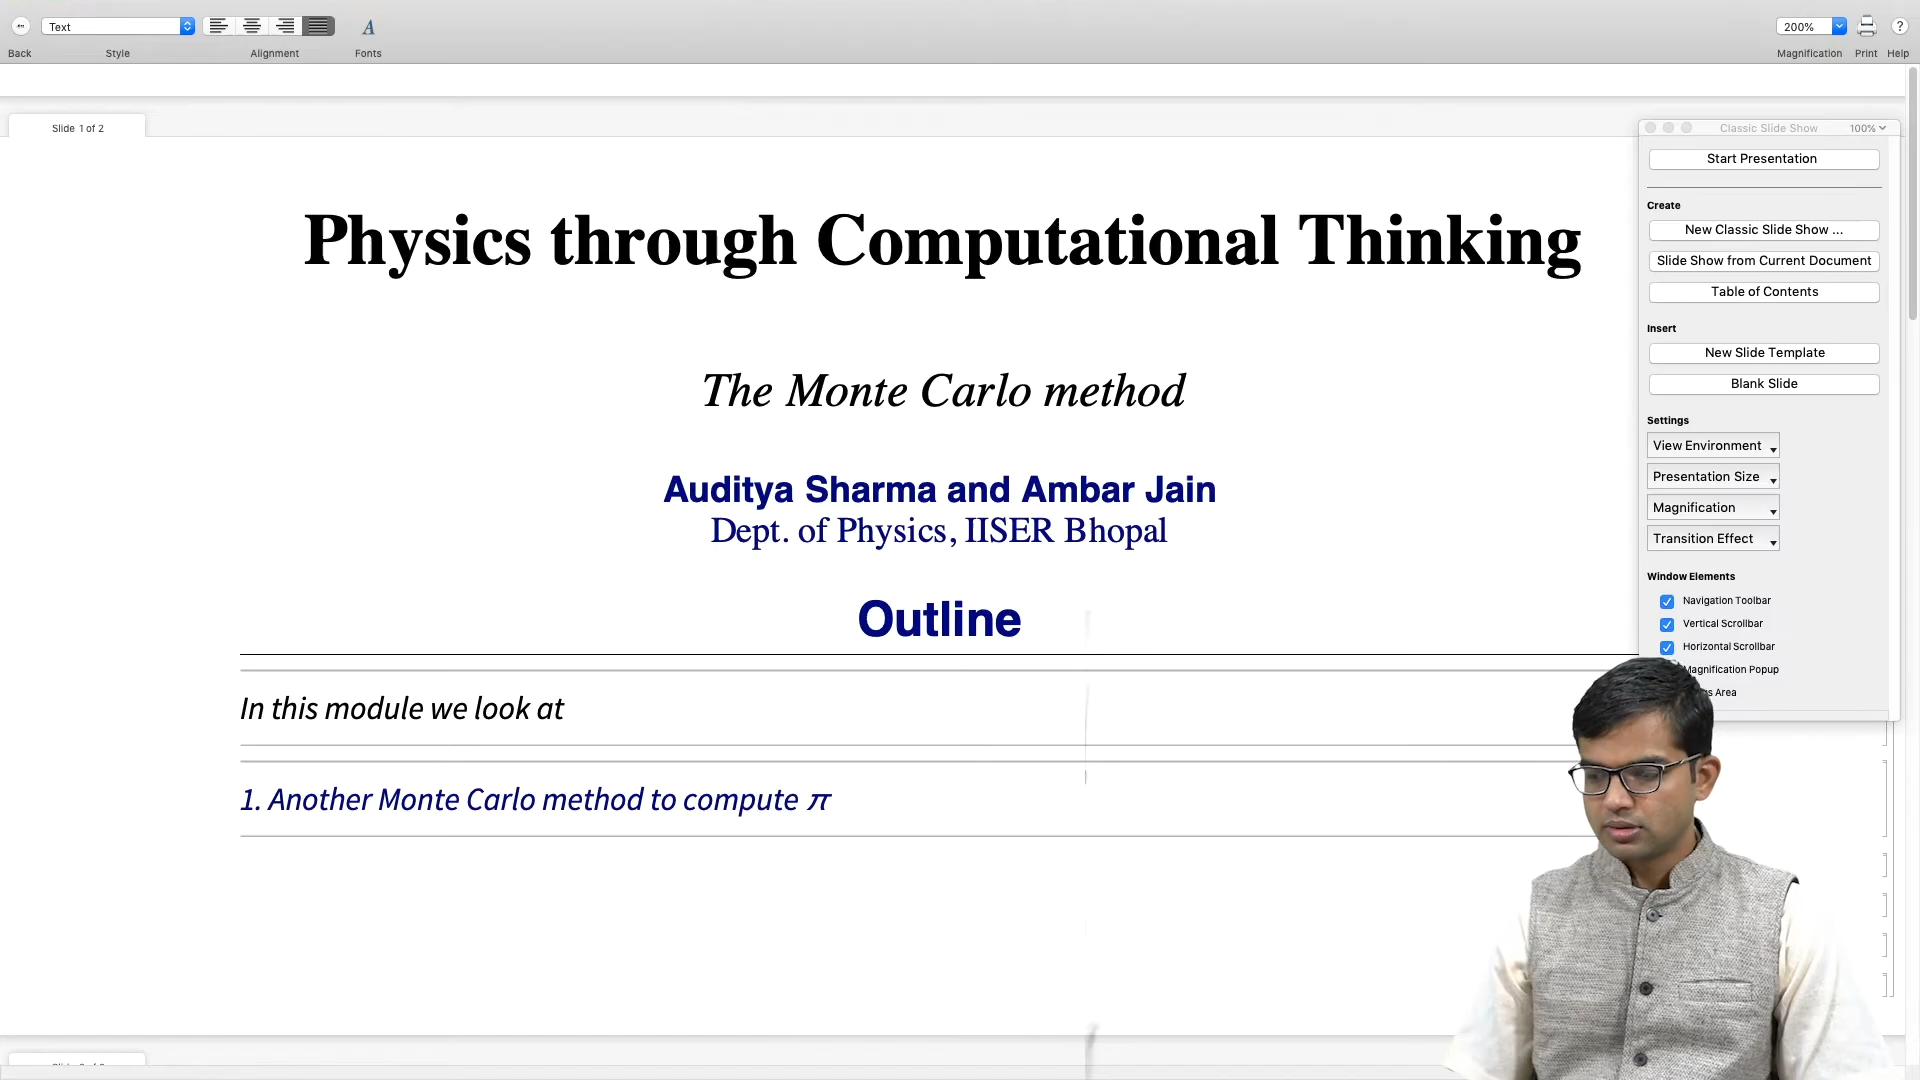 Text
200%
Back
Style
Alignment
Fonts
Magnification
Print
Help
Slide 1 of 2
Classic Slide Show
100%
Start Presentation
Create
New Classic Slide Show ...
Slide Show from Current Document
Table of Contents
Insert
New Slide Template
Blank Slide
Settings
View Environment
Presentation Size
Magnification
Transition Effect
Window Elements
Navigation Toolbar
Vertical Scrollbar
Horizontal Scrollbar
Magnification Popup
Area
Physics through Computational Thinking
The Monte Carlo method
Auditya Sharma and Ambar Jain
Dept. of Physics, IISER Bhopal
Outline
In this module we look at
1. Another Monte Carlo method to compute π